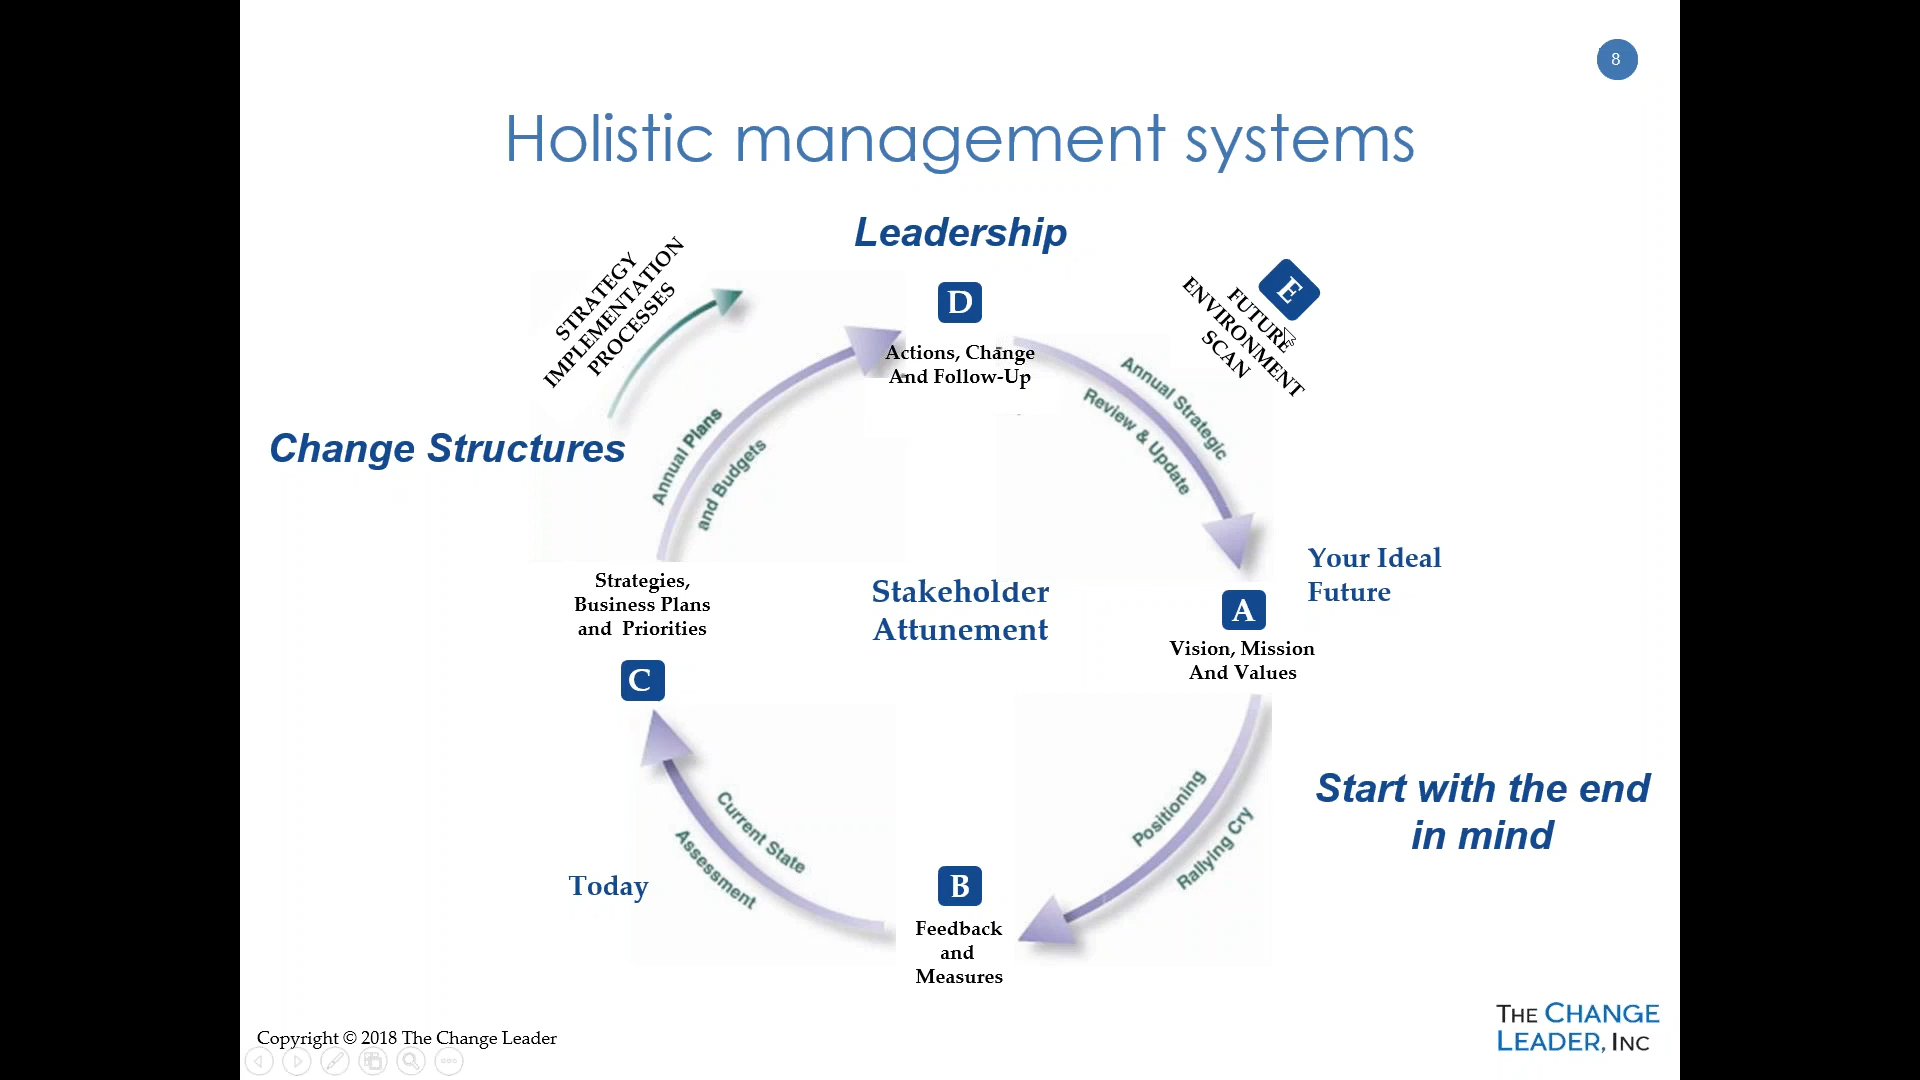 8
Holistic management systems
Leadership
STRATEGY
IMPLEMENTATION
PROCESSES
D
Actions, Change
And Follow-Up
E
FUTURE
ENVIRONMENT
SCAN
Annual Strategic
Review & Update
Change Structures
Annual Plans
and Budgets
Your Ideal
Future
Strategies,
Business Plans
and Priorities
C
Stakeholder
Attunement
A
Vision, Mission
And Values
Start with the end
in mind
Positioning
Rallying Cry
Current State
Assessment
Today
B
Feedback
and
Measures
Copyright © 2018 The Change Leader
THE CHANGE
LEADER, INC